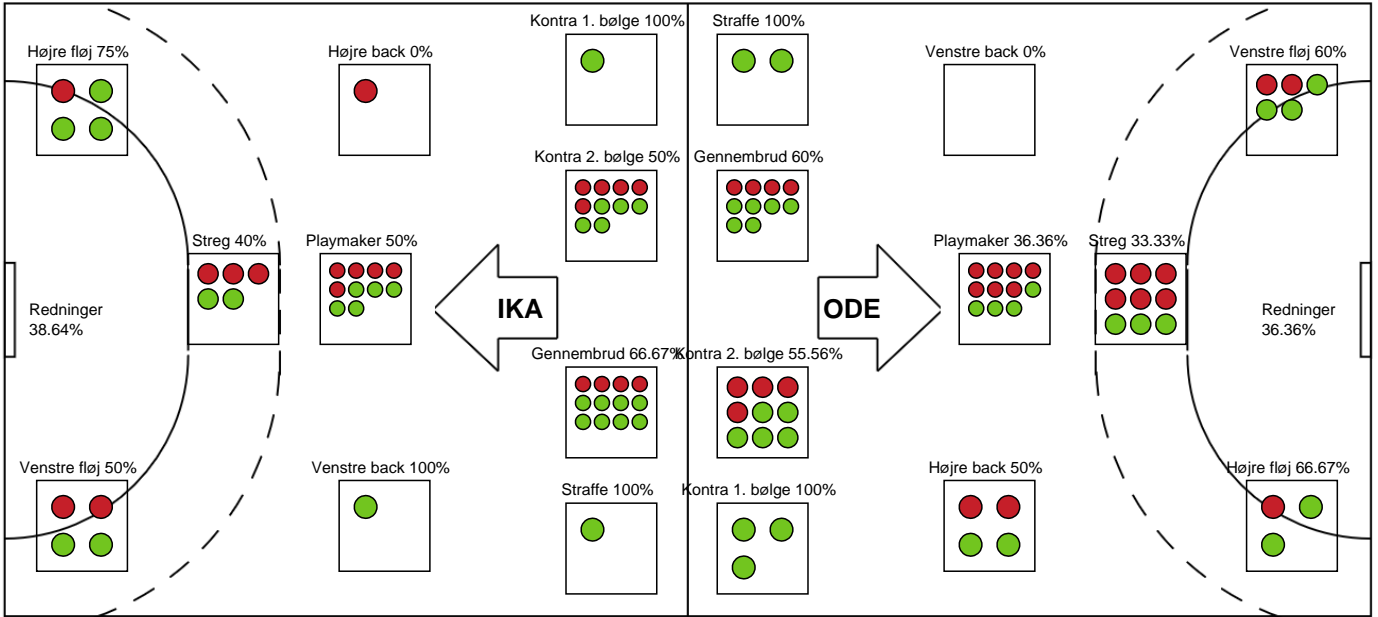 Kontra 1. bølge 100%
Straffe 100%
Højre fløj 75%
Højre back 0%
Venstre back 0%
Venstre fløj 60%
Kontra 2. bølge 50%
Gennembrud 60%
Streg 40%
Playmaker 50%
Playmaker 36.36%
Streg 33.33%
Redninger
38.64%
IKA
ODE
Redninger
36.36%
Gennembrud 66.67%
Kontra 2. bølge 55.56%
Venstre fløj 50%
Venstre back 100%
Straffe 100%
Kontra 1. bølge 100%
Højre back 50%
Højre fløj 66.67%